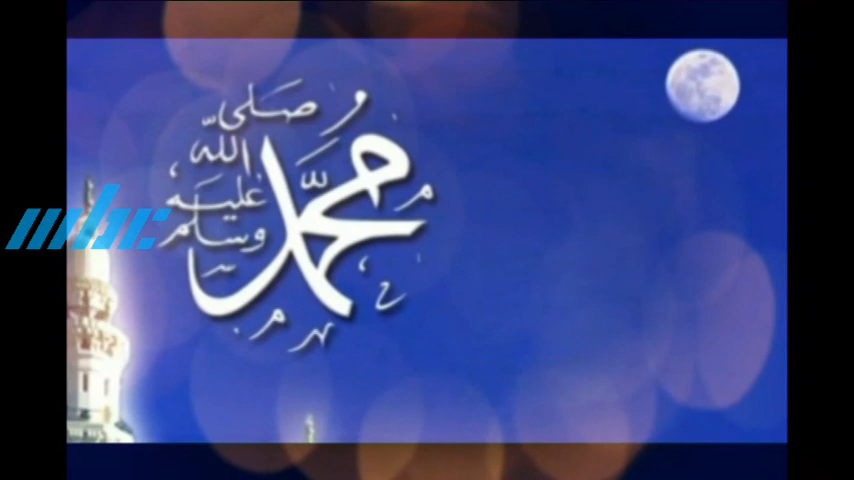 محمد
صلى
الله
عليه
وسلم
mbc